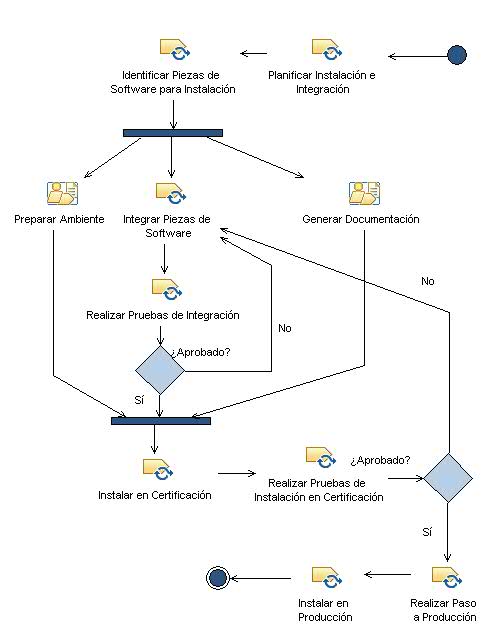 Identificar Piezas de
Software para Instalación
Planificar Instalación e
Integración
Preparar Ambiente
Integrar Piezas de
Software
Generar Documentación
No
Realizar Pruebas de Integración
No
¿Aprobado?
Sí
Instalar en Certificación
Realizar Pruebas de
Instalación en Certificación
¿Aprobado?
Sí
Instalar en
Producción
Realizar Paso
a Producción